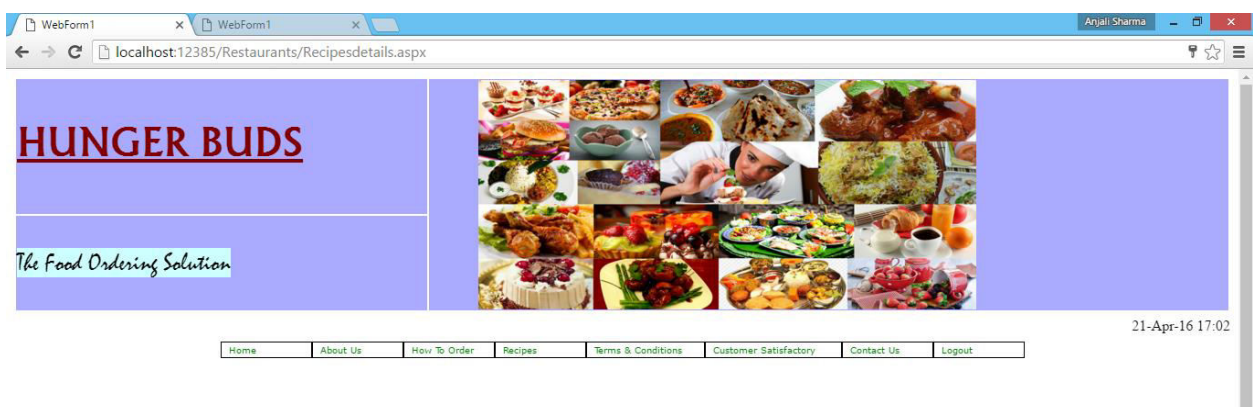 WebForm1 WebForm1 Anjali Sharma
localhost:12385/Restaurants/Recipesdetails.aspx
HUNGER BUDS
The Food Ordering Solution
21-Apr-16 17:02
Home About Us How To Order Recipes Terms & Conditions Customer Satisfactory Contact Us Logout